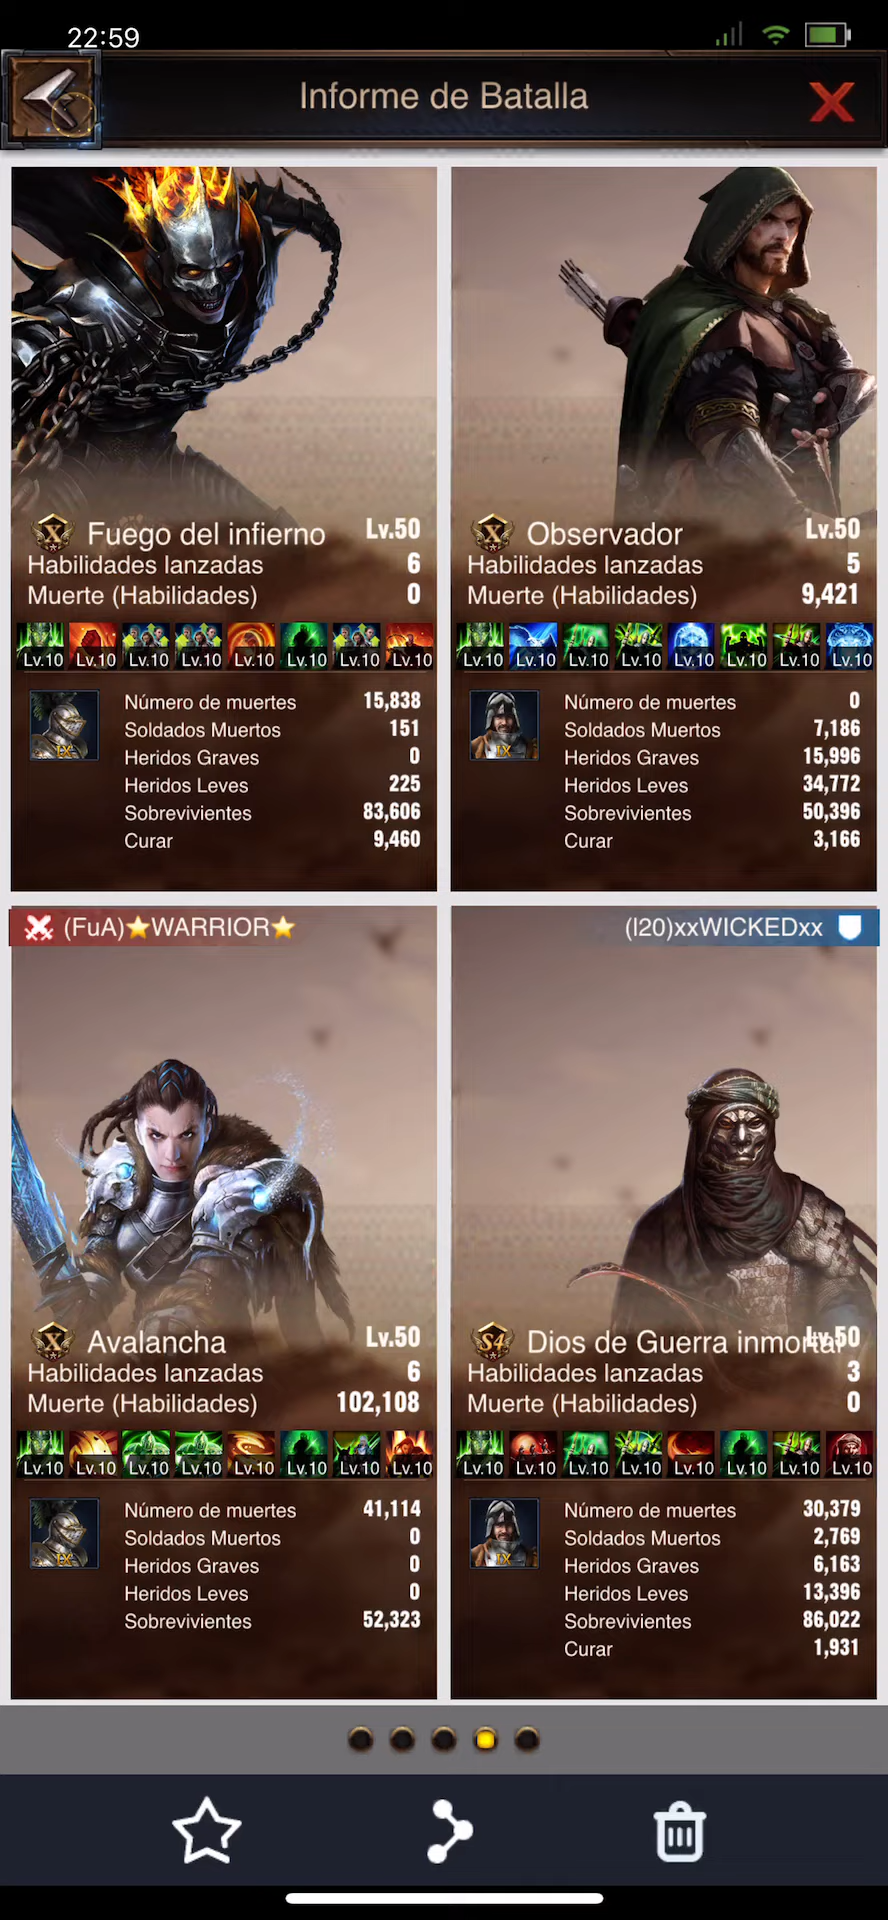 22:59
Informe de Batalla
X Fuego del infierno Lv.50
Habilidades lanzadas 6
Muerte (Habilidades) 0
Lv.10 Lv.10 Lv.10 Lv.10 Lv.10 Lv.10 Lv.10 Lv.10
IX
Número de muertes 15,838
Soldados Muertos 151
Heridos Graves 0
Heridos Leves 225
Sobrevivientes 83,606
Curar 9,460
X Observador Lv.50
Habilidades lanzadas 5
Muerte (Habilidades) 9,421
Lv.10 Lv.10 Lv.10 Lv.10 Lv.10 Lv.10 Lv.10 Lv.10
IX
Número de muertes 0
Soldados Muertos 7,186
Heridos Graves 15,996
Heridos Leves 34,772
Sobrevivientes 50,396
Curar 3,166
(FuA)⭐WARRIOR⭐
X Avalancha Lv.50
Habilidades lanzadas 6
Muerte (Habilidades) 102,108
Lv.10 Lv.10 Lv.10 Lv.10 Lv.10 Lv.10 Lv.10 Lv.10
IX
Número de muertes 41,114
Soldados Muertos 0
Heridos Graves 0
Heridos Leves 0
Sobrevivientes 52,323
(I20)xxWICKEDxx
S4 Dios de Guerra inmortal Lv.50
Habilidades lanzadas 3
Muerte (Habilidades) 0
Lv.10 Lv.10 Lv.10 Lv.10 Lv.10 Lv.10 Lv.10 Lv.10
IX
Número de muertes 30,379
Soldados Muertos 2,769
Heridos Graves 6,163
Heridos Leves 13,396
Sobrevivientes 86,022
Curar 1,931